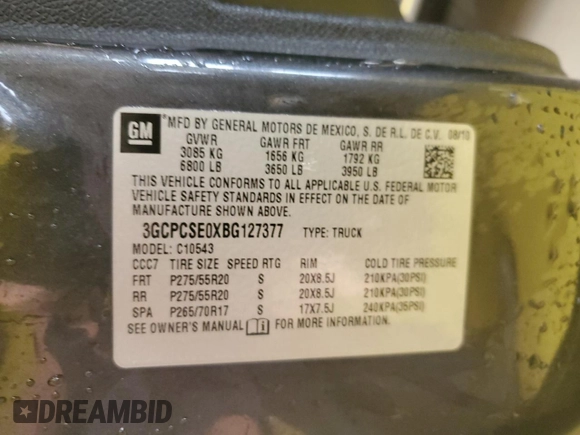 GM *MFD BY GENERAL MOTORS DE MEXICO, S. DE R.L. DE C.V. 08/10
GVWR GAWR FRT GAWR RR
3085 KG 1656 KG 1792 KG
6800 LB 3650 LB 3950 LB
THIS VEHICLE CONFORMS TO ALL APPLICABLE U.S. FEDERAL MOTOR
VEHICLE SAFETY STANDARDS IN EFFECT ON THE DATE OF
MANUFACTURE SHOWN ABOVE.
3GCPCSE0XBG127377 TYPE: TRUCK
MODEL: C10543
CCC7 TIRE SIZE SPEED RTG RIM COLD TIRE PRESSURE
FRT P275/55R20 S 20X8.5J 210KPA(30PSI)
RR P275/55R20 S 20X8.5J 210KPA(30PSI)
SPA P265/70R17 S 17X7.5J 240KPA(35PSI)
SEE OWNER'S MANUAL FOR MORE INFORMATION.
DREAMBID